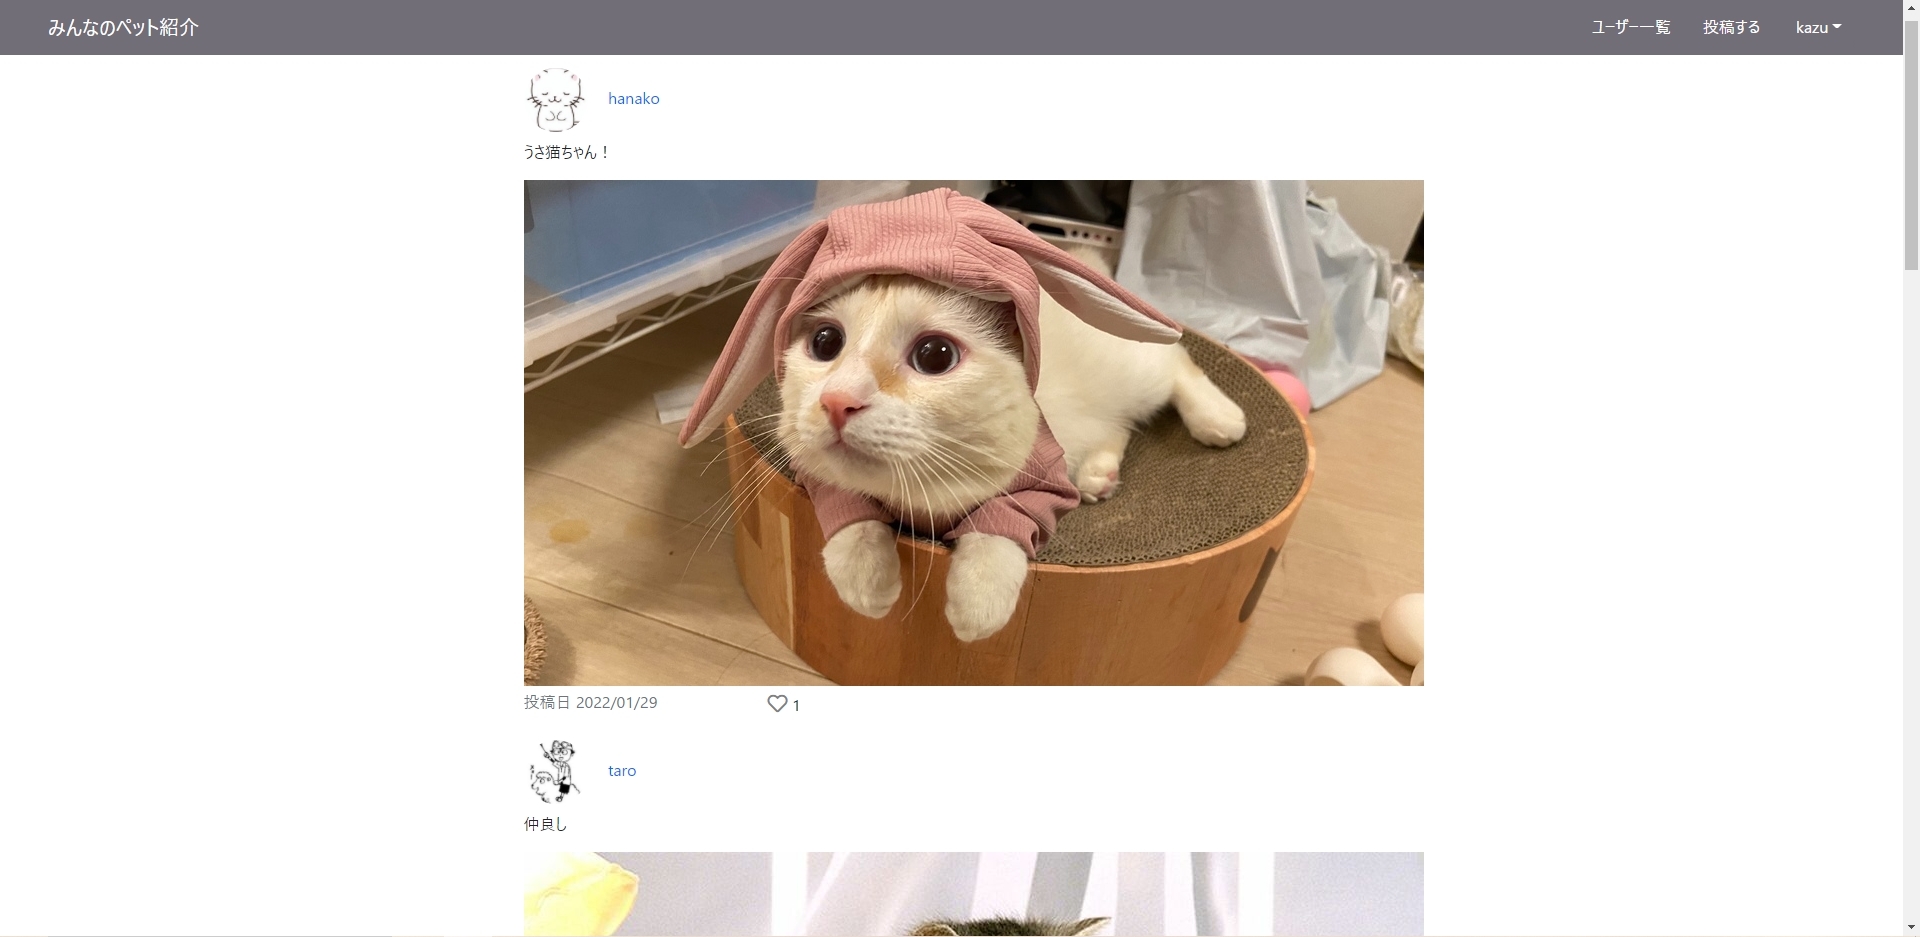 みんなのペット紹介
ユーザー一覧 投稿する kazu
hanako
うさ猫ちゃん！
投稿日 2022/01/29 1
taro
仲良し